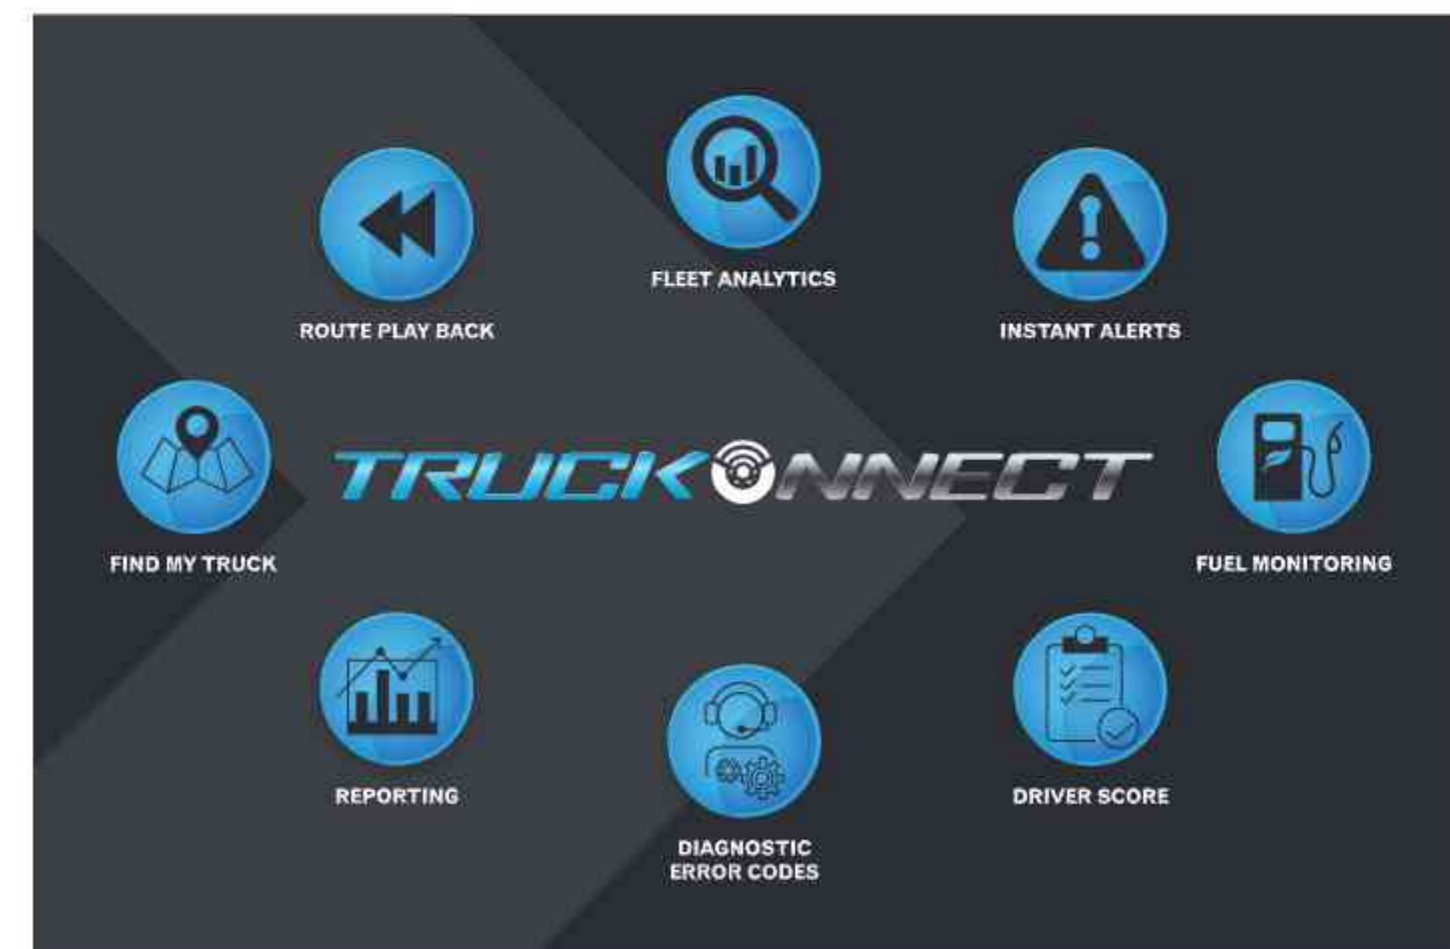 FLEET ANALYTICS
ROUTE PLAY BACK
INSTANT ALERTS
TRUCKONNECT
FIND MY TRUCK
FUEL MONITORING
REPORTING
DRIVER SCORE
DIAGNOSTIC
ERROR CODES